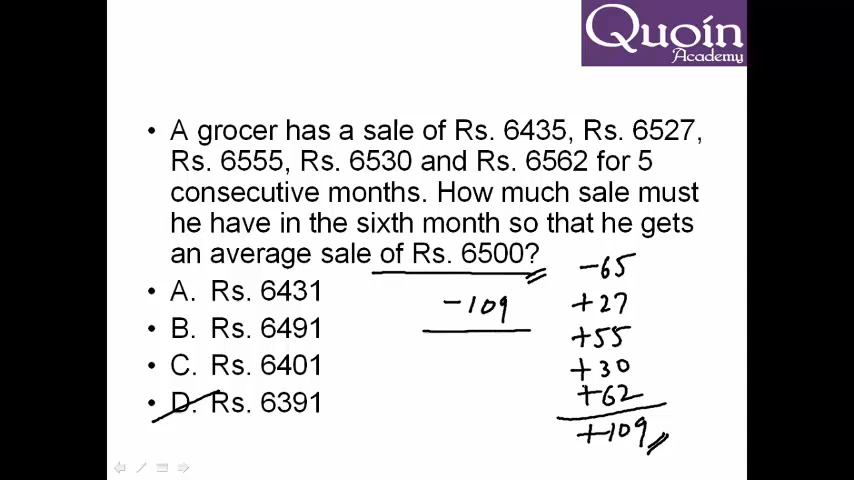 Quoin
Academy
• A grocer has a sale of Rs. 6435, Rs. 6527,
Rs. 6555, Rs. 6530 and Rs. 6562 for 5
consecutive months. How much sale must
he have in the sixth month so that he gets
an average sale of Rs. 6500?
• A. Rs. 6431
• B. Rs. 6491
• C. Rs. 6401
• D. Rs. 6391
-109
-65
+27
+55
+30
+62
+109